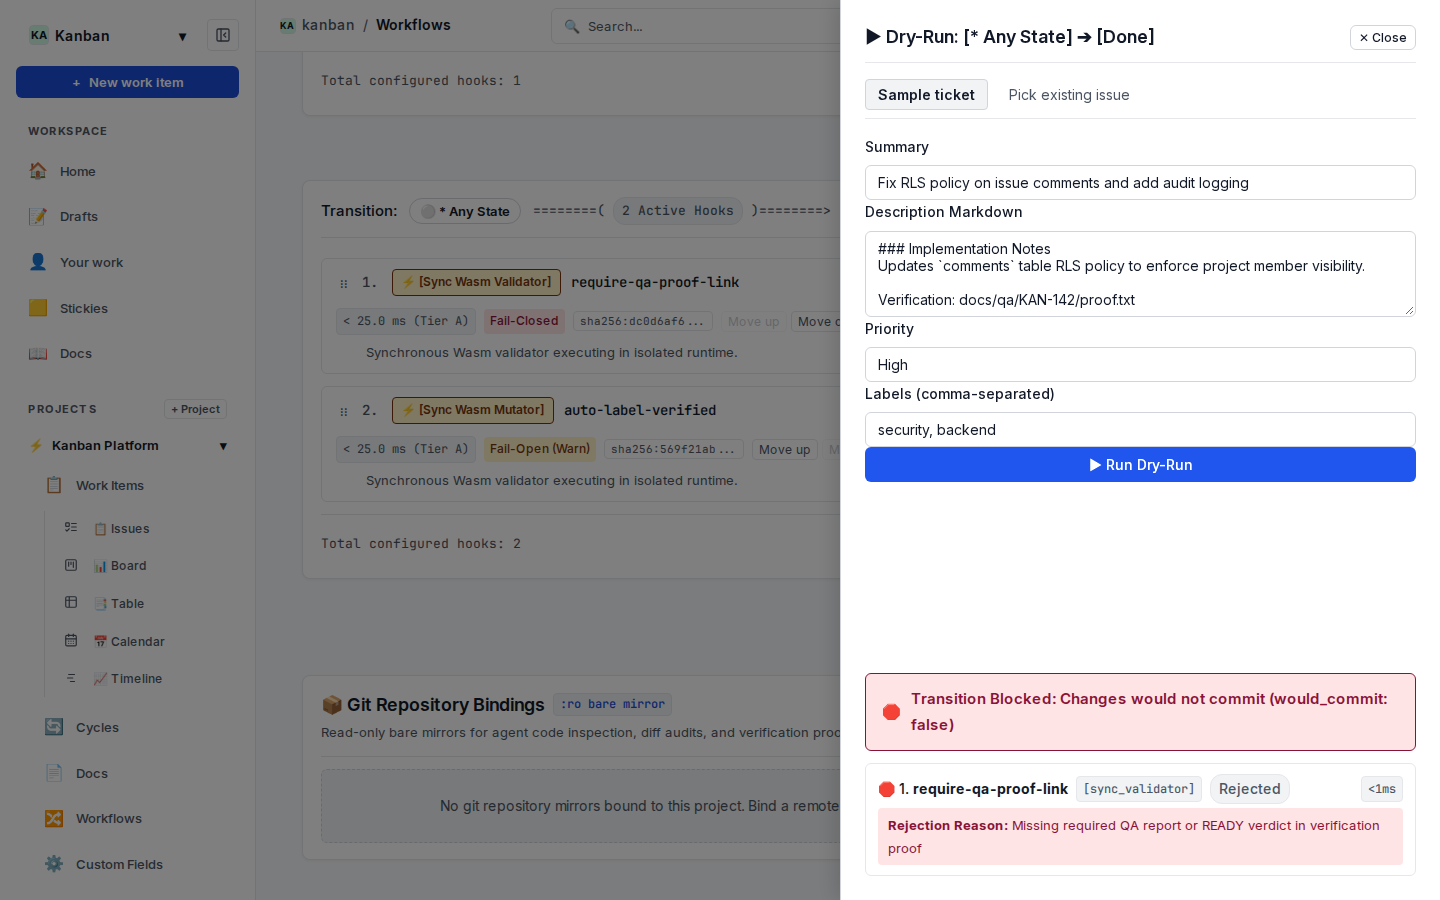 KA Kanban ▾
+ New work item
WORKSPACE
Home
Drafts
Your work
Stickies
Docs
PROJECTS
+ Project
Kanban Platform ▾
Work Items
Issues
Board
Table
Calendar
Timeline
Cycles
Docs
Workflows
Custom Fields
KA kanban / Workflows
Search...
Total configured hooks: 1
Transition: * Any State ========( 2 Active Hooks )========>
1. [Sync Wasm Validator] require-qa-proof-link
< 25.0 ms (Tier A) Fail-Closed sha256:dc0d6af6... Move up Move
Synchronous Wasm validator executing in isolated runtime.
2. [Sync Wasm Mutator] auto-label-verified
< 25.0 ms (Tier A) Fail-Open (Warn) sha256:569f21ab... Move up M
Synchronous Wasm validator executing in isolated runtime.
Total configured hooks: 2
Git Repository Bindings :ro bare mirror
Read-only bare mirrors for agent code inspection, diff audits, and verification
No git repository mirrors bound to this project. Bind a remote
▶ Dry-Run: [* Any State] ➔ [Done]
✕ Close
Sample ticket
Pick existing issue
Summary
Fix RLS policy on issue comments and add audit logging
Description Markdown
### Implementation Notes
Updates `comments` table RLS policy to enforce project member visibility.
Verification: docs/qa/KAN-142/proof.txt
Priority
High
Labels (comma-separated)
security, backend
▶ Run Dry-Run
Transition Blocked: Changes would not commit (would_commit:
false)
1. require-qa-proof-link [sync_validator] Rejected <1ms
Rejection Reason: Missing required QA report or READY verdict in verification
proof